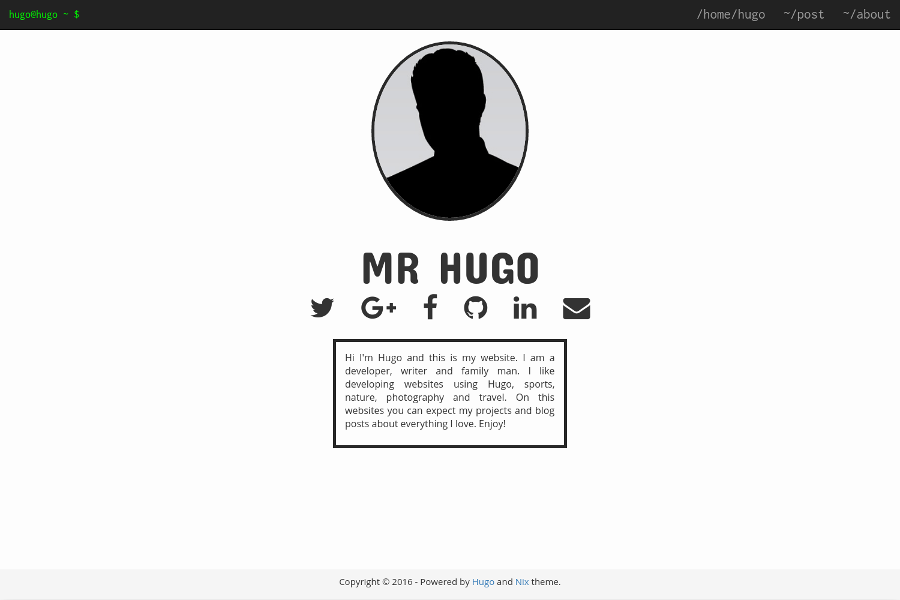 hugo@hugo ~ $
/home/hugo ~/post ~/about
MR HUGO
Hi I'm Hugo and this is my website. I am a
developer, writer and family man. I like
developing websites using Hugo, sports,
nature, photography and travel. On this
websites you can expect my projects and blog
posts about everything I love. Enjoy!
Copyright © 2016 - Powered by Hugo and Nix theme.